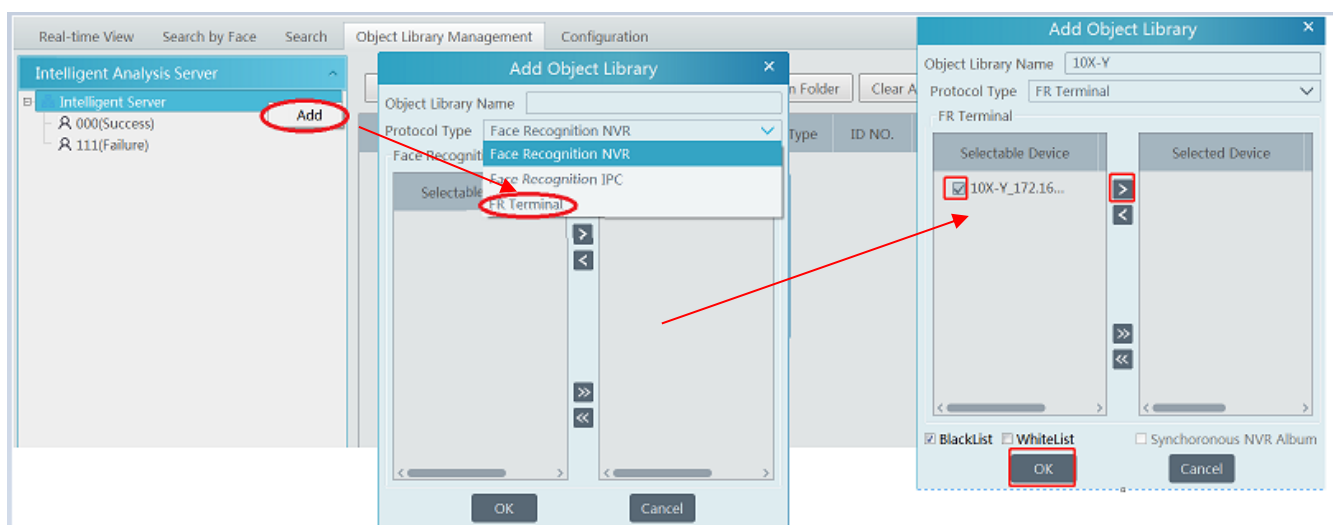 Real-time View Search by Face Search Object Library Management Configuration
Intelligent Analysis Server
Intelligent Server
Add
000(Success)
111(Failure)
n Folder Clear A
Type ID NO.
Add Object Library
Object Library Name
Protocol Type Face Recognition NVR
Face Recogniti
Face Recognition NVR
Face Recognition IPC
FR Terminal
Selectable
> 
<
>>
<<
OK Cancel
Add Object Library
Object Library Name 10X-Y
Protocol Type FR Terminal
FR Terminal
Selectable Device Selected Device
10X-Y_172.16...
>
<
>>
<<
BlackList WhiteList Synchoronous NVR Album
OK Cancel